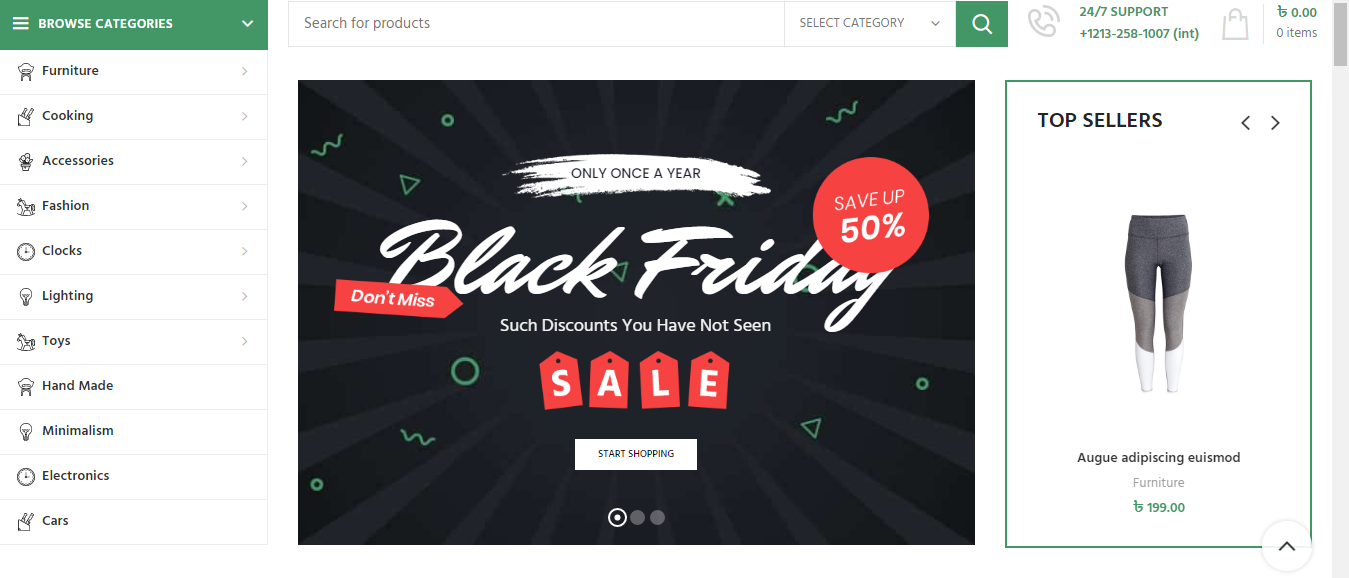 BROWSE CATEGORIES
Search for products
SELECT CATEGORY
24/7 SUPPORT
+1213-258-1007 (int)
৳ 0.00
0 items
Furniture
Cooking
Accessories
Fashion
Clocks
Lighting
Toys
Hand Made
Minimalism
Electronics
Cars
ONLY ONCE A YEAR
SAVE UP
50%
Black Friday
Don't Miss
Such Discounts You Have Not Seen
SALE
START SHOPPING
TOP SELLERS
Augue adipiscing euismod
Furniture
৳ 199.00